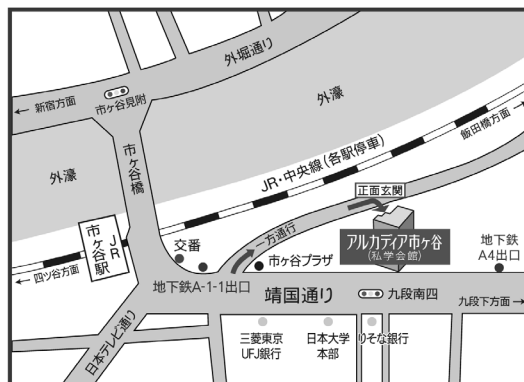 外堀通り
← 新宿方面
市ヶ谷見附
外濠
飯田橋方面 →
外濠
市ヶ谷橋
JR・中央線(各駅停車)
正面玄関
JR
市ヶ谷駅
交番
一方通行
アルカディア市ヶ谷
(私学会館)
市ヶ谷プラザ
地下鉄
A4出口
← 四ツ谷方面
地下鉄A-1-1出口
靖国通り
九段南四
九段下方面 →
日本テレビ通り
三菱東京
UFJ銀行
日本大学
本部
りそな銀行